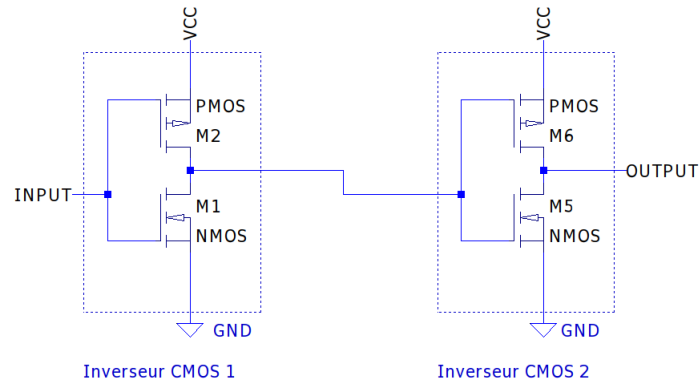 VCC
VCC
PMOS
M2
PMOS
M6
INPUT
OUTPUT
M1
NMOS
M5
NMOS
GND
GND
Inverseur CMOS 1
Inverseur CMOS 2